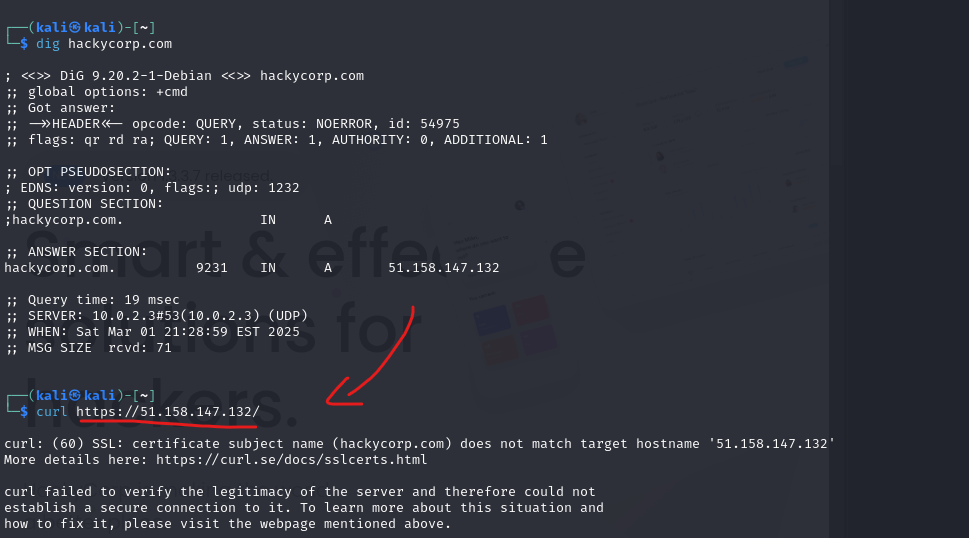 ┌──(kali㉿kali)-[~]
└─$ dig hackycorp.com
; <<>> DiG 9.20.2-1-Debian <<>> hackycorp.com
;; global options: +cmd
;; Got answer:
;; ->>HEADER<<- opcode: QUERY, status: NOERROR, id: 54975
;; flags: qr rd ra; QUERY: 1, ANSWER: 1, AUTHORITY: 0, ADDITIONAL: 1
;; OPT PSEUDOSECTION:
; EDNS: version: 0, flags:; udp: 1232
;; QUESTION SECTION:
;hackycorp.com. IN A
;; ANSWER SECTION:
hackycorp.com. 9231 IN A 51.158.147.132
;; Query time: 19 msec
;; SERVER: 10.0.2.3#53(10.0.2.3) (UDP)
;; WHEN: Sat Mar 01 21:28:59 EST 2025
;; MSG SIZE rcvd: 71
┌──(kali㉿kali)-[~]
└─$ curl https://51.158.147.132/
curl: (60) SSL: certificate subject name (hackycorp.com) does not match target hostname '51.158.147.132'
More details here: https://curl.se/docs/sslcerts.html
curl failed to verify the legitimacy of the server and therefore could not
establish a secure connection to it. To learn more about this situation and
how to fix it, please visit the webpage mentioned above.
3.7 released
Smart & effe e
solutions for
hackers.